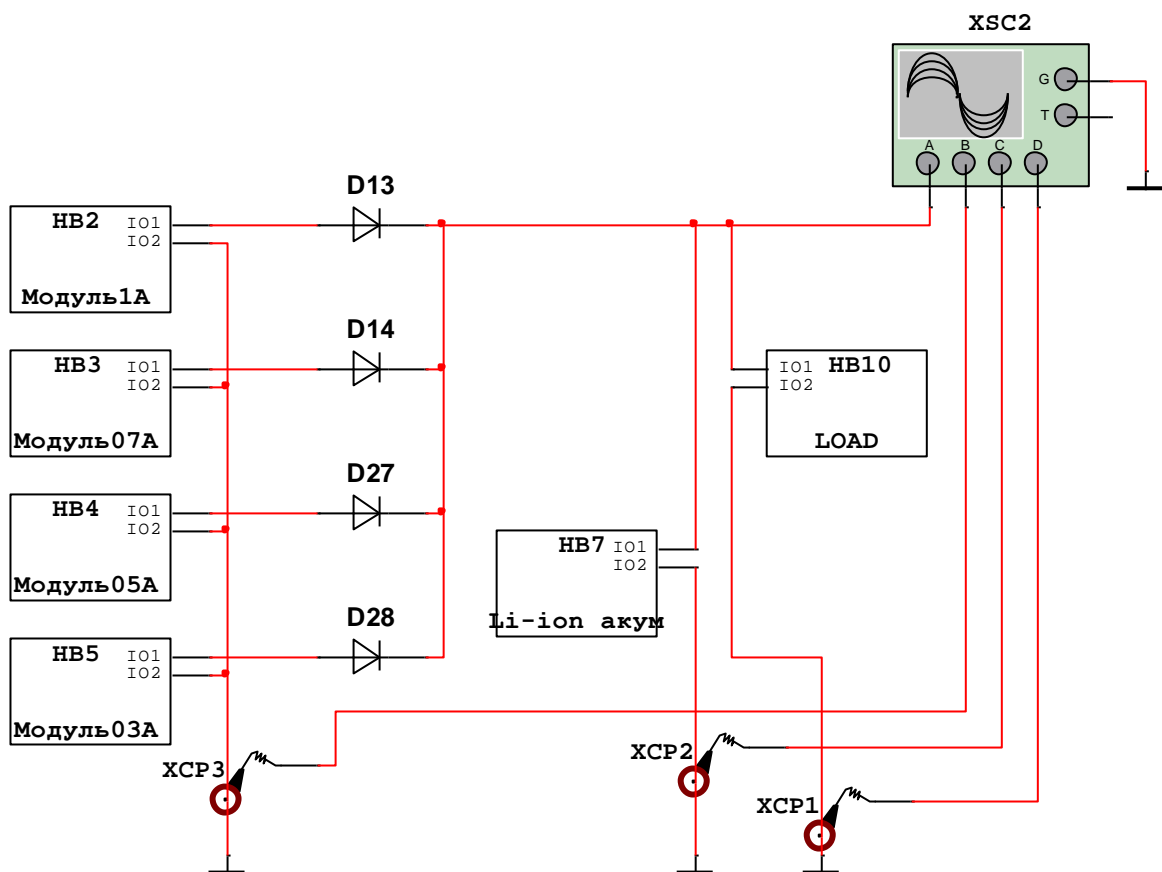 XSC2
G
T
A B C D
D13
HB2 IO1
IO2
Модуль1А
D14
HB3 IO1
IO2
Модуль07А
IO1 HB10
IO2
LOAD
D27
HB4 IO1
IO2
Модуль05А
HB7 IO1
IO2
Li-ion акум
D28
HB5 IO1
IO2
Модуль03А
XCP3
XCP2
XCP1